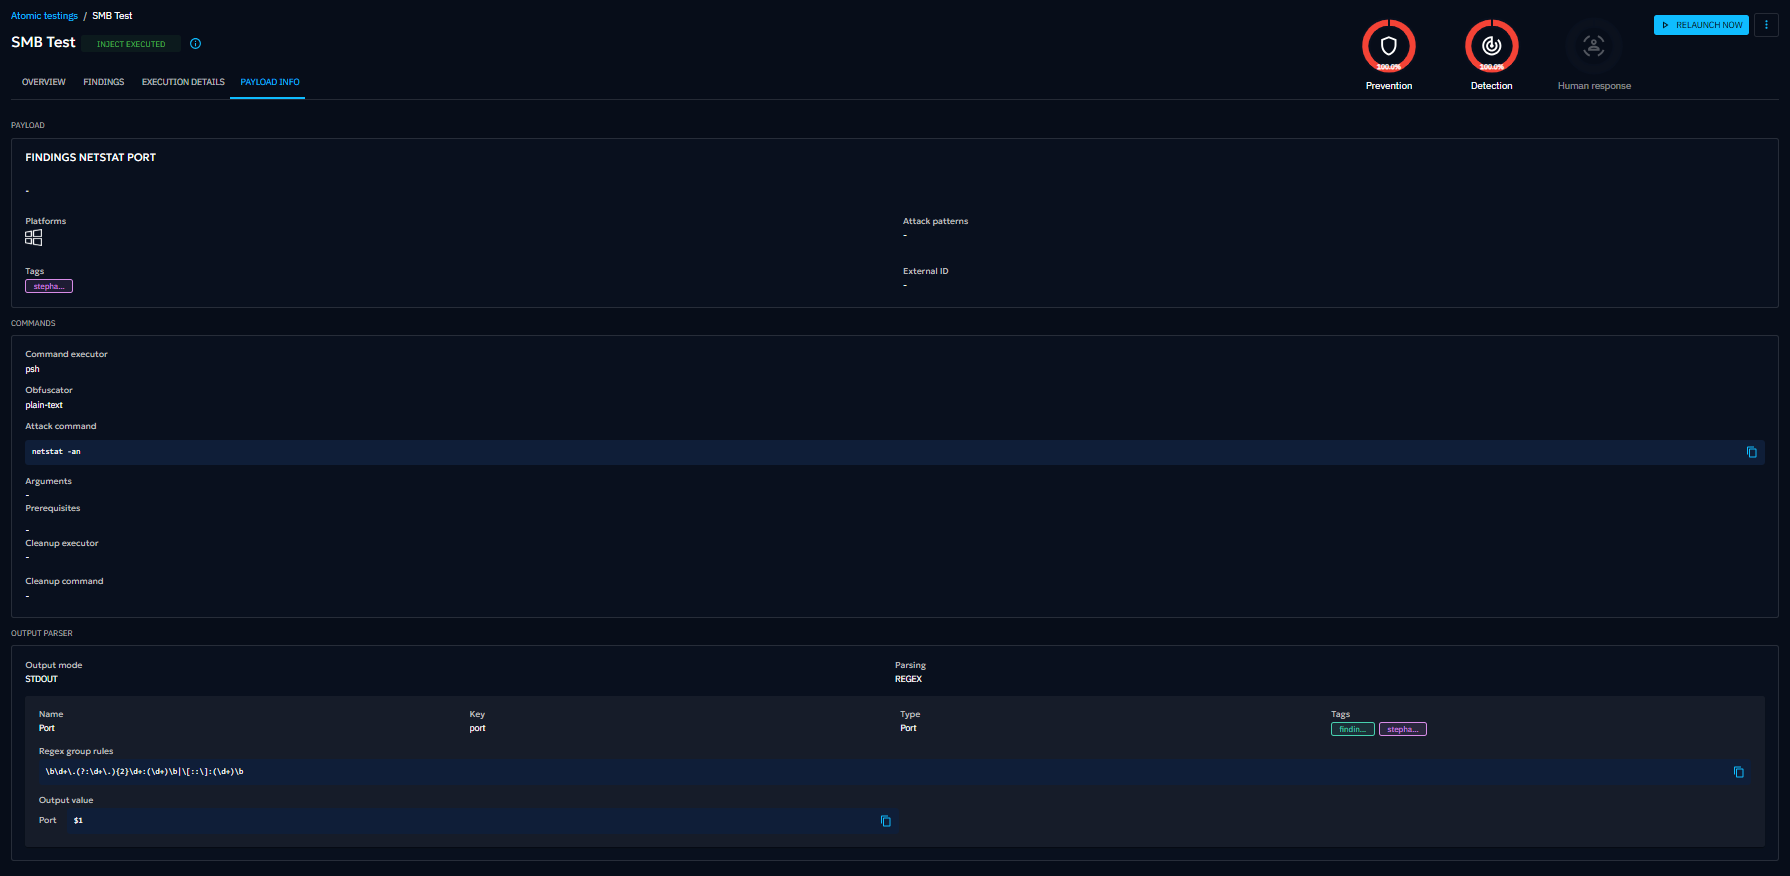 Atomic testings / SMB Test
SMB Test INJECT EXECUTED
RELAUNCH NOW
100.0% 100.0%
Prevention Detection Human response
OVERVIEW FINDINGS EXECUTION DETAILS PAYLOAD INFO
PAYLOAD
FINDINGS NETSTAT PORT
-
Platforms Attack patterns
-
Tags External ID
stepha... -
COMMANDS
Command executor
psh
Obfuscator
plain-text
Attack command
netstat -an
Arguments
-
Prerequisites
-
Cleanup executor
-
Cleanup command
-
OUTPUT PARSER
Output mode Parsing
STDOUT REGEX
Name Key Type Tags
Port port Port findin... stepha...
Regex group rules
\b\d+\.(?:\d+\.){2}\d+:(\d+)\b|\[::\]:(\d+)\b
Output value
Port $1